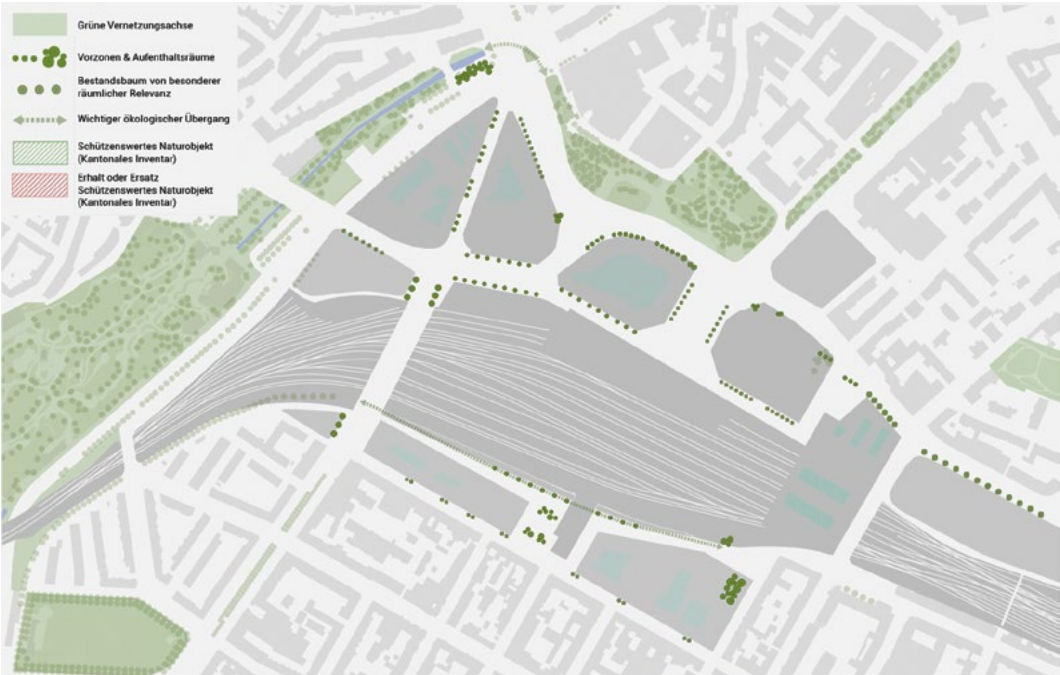 Grüne Vernetzungsachse
Vorzonen & Aufenthaltsräume
Bestandsbaum von besonderer
räumlicher Relevanz
Wichtiger ökologischer Übergang
Schützenswertes Naturobjekt
(Kantonales Inventar)
Erhalt oder Ersatz
Schützenswertes Naturobjekt
(Kantonales Inventar)